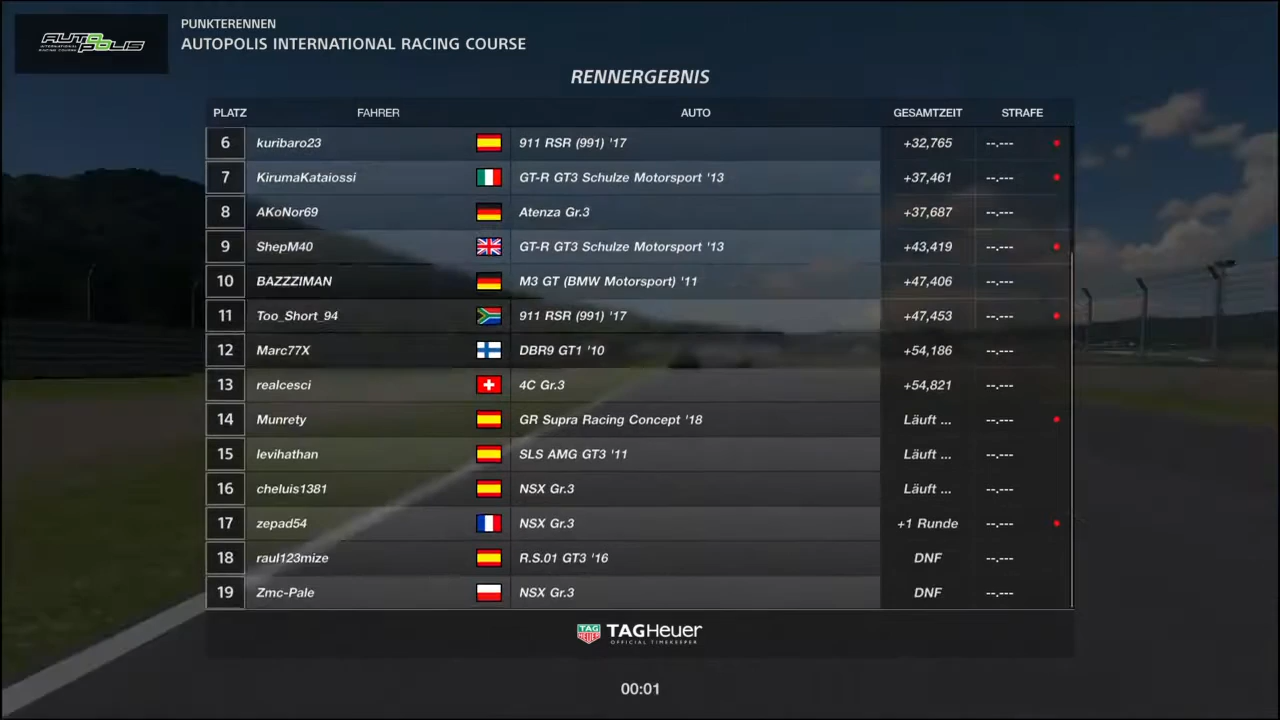 AUTOPOLIS
INTERNATIONAL RACING COURSE
PUNKTERENNEN
AUTOPOLIS INTERNATIONAL RACING COURSE
RENNERGEBNIS
PLATZ FAHRER AUTO GESAMTZEIT STRAFE
6 kuribaro23 911 RSR (991) '17 +32,765 --.---
7 KirumaKataiossi GT-R GT3 Schulze Motorsport '13 +37,461 --.---
8 AKoNor69 Atenza Gr.3 +37,687 --.---
9 ShepM40 GT-R GT3 Schulze Motorsport '13 +43,419 --.---
10 BAZZZIMAN M3 GT (BMW Motorsport) '11 +47,406 --.---
11 Too_Short_94 911 RSR (991) '17 +47,453 --.---
12 Marc77X DBR9 GT1 '10 +54,186 --.---
13 realcesci 4C Gr.3 +54,821 --.---
14 Munrety GR Supra Racing Concept '18 Läuft ... --.---
15 levihathan SLS AMG GT3 '11 Läuft ... --.---
16 cheluis1381 NSX Gr.3 Läuft ... --.---
17 zepad54 NSX Gr.3 +1 Runde --.---
18 raul123mize R.S.01 GT3 '16 DNF --.---
19 Zmc-Pale NSX Gr.3 DNF --.---
TAG HEUER TAGHeuer
OFFICIAL TIMEKEEPER
00:01